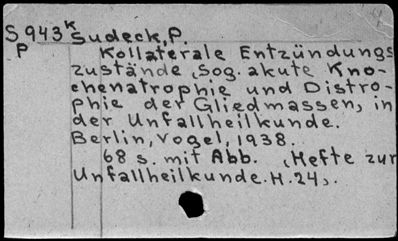 S943K Sudeck, P.
P Kollaterale Entzündungs
zustände (sog. akute Kno-
chenatrophie und Distro-
phie der Gliedmassen, in
der Unfallheilkunde.
Berlin, Vogel, 1938.
68 s. mit Abb. (Hefte zur
Unfallheilkunde. H. 24).